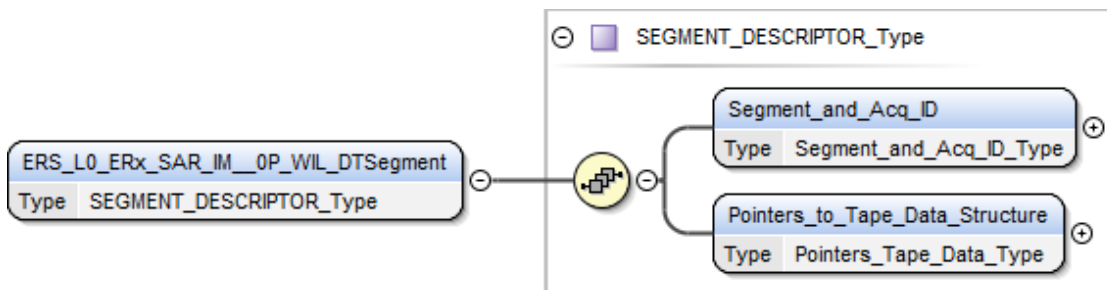 SEGMENT_DESCRIPTOR_Type
Segment_and_Acq_ID
Type Segment_and_Acq_ID_Type
ERS_L0_ERx_SAR_IM__0P_WIL_DTSegment
Type SEGMENT_DESCRIPTOR_Type
Pointers_to_Tape_Data_Structure
Type Pointers_Tape_Data_Type